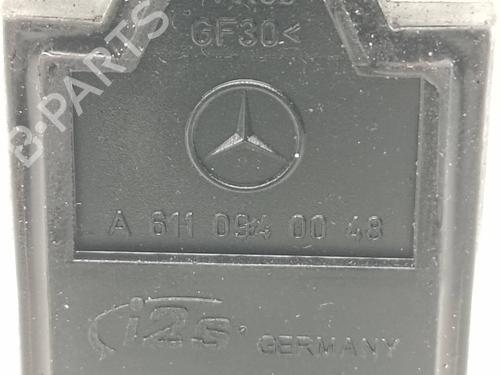 GF30<
A 611 094 00 48
i2s GERMANY
B-PARTS